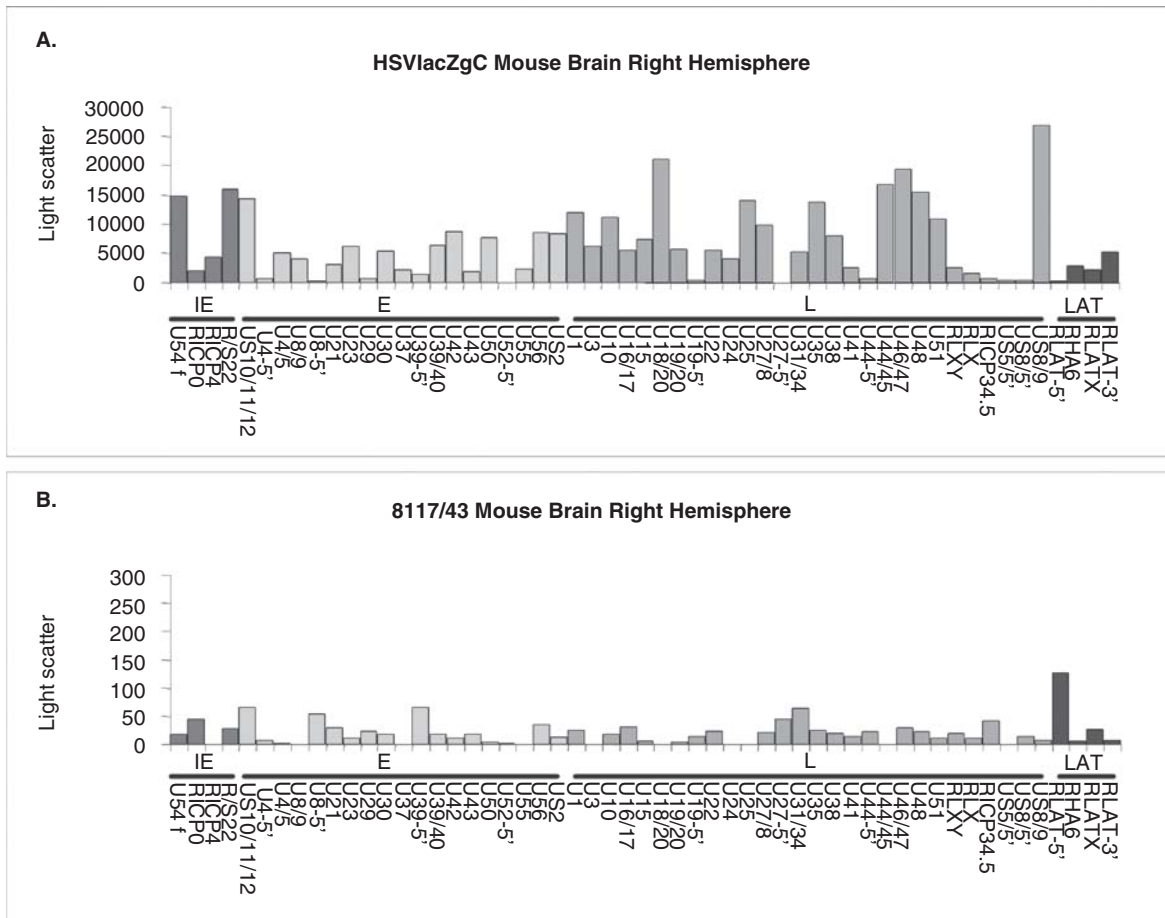 A.
HSVlacZgC Mouse Brain Right Hemisphere
Light scatter
30000
25000
20000
15000
10000
5000
0
IE
E
L
LAT
U54 f
RICP0
RICP4
R/S22
US10/11/12
U4-5’
U4/5
U8/9
U8-5’
U21
U23
U29
U30
U37
U39-5’
U39/40
U42
U43
U50
U52-5’
U55
U56
US2
U1
U3
U10
U16/17
U15
U18/20
U19/20
U19-5’
U22
U24
U25
U27/8
U27-5’
U31/34
U35
U38
U41
U44-5’
U44/45
U46/47
U48
U51
RLXY
RLX
RICP34.5
US5/5’
US8/5’
US8/9
RLAT-5’
RHA6
RLATX
RLAT-3’
B.
8117/43 Mouse Brain Right Hemisphere
Light scatter
300
250
200
150
100
50
0
IE
E
L
LAT
U54 f
RICP0
RICP4
R/S22
US10/11/12
U4-5’
U4/5
U8/9
U8-5’
U21
U23
U29
U30
U37
U39-5’
U39/40
U42
U43
U50
U52-5’
U55
U56
US2
U1
U3
U10
U16/17
U15
U18/20
U19/20
U19-5’
U22
U24
U25
U27/8
U27-5’
U31/34
U35
U38
U41
U44-5’
U44/45
U46/47
U48
U51
RLXY
RLX
RICP34.5
US5/5’
US8/5’
US8/9
RLAT-5’
RHA6
RLATX
RLAT-3’